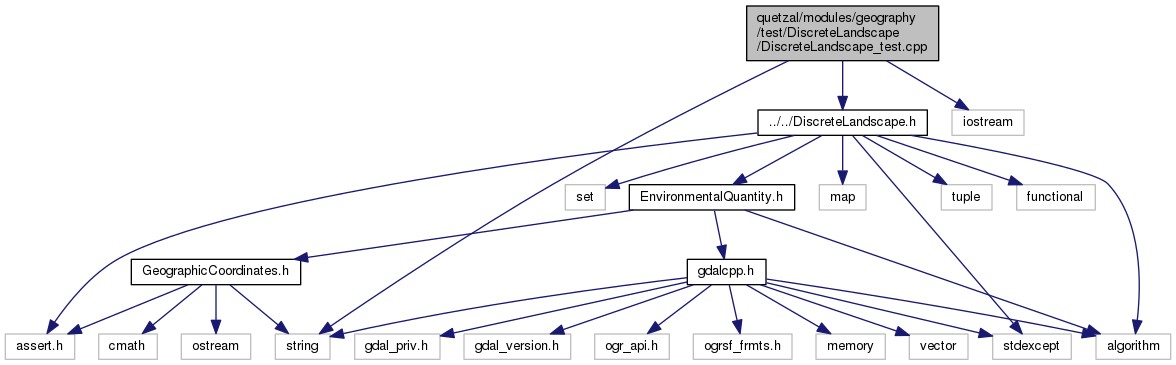 quetzal/modules/geography
/test/DiscreteLandscape
/DiscreteLandscape_test.cpp
../../DiscreteLandscape.h
iostream
set
EnvironmentalQuantity.h
map
tuple
functional
GeographicCoordinates.h
gdalcpp.h
assert.h
cmath
ostream
string
gdal_priv.h
gdal_version.h
ogr_api.h
ogrsf_frmts.h
memory
vector
stdexcept
algorithm